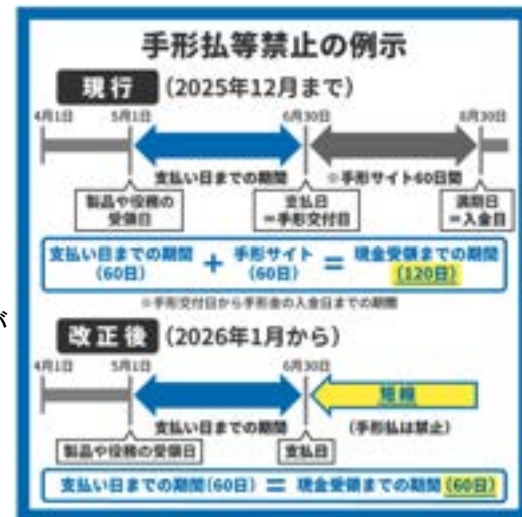 手形払等禁止の例示
現行 (2025年12月まで)
4月1日 5月1日 6月30日 8月30日
支払い日までの期間 ※手形サイト60日間
製品や役務の
受領日
支払日
=手形交付日
満期日
=入金日
支払い日までの期間
(60日)
+
手形サイト
(60日)
=
現金受領までの期間
(120日)
※手形交付日から手形金の入金日までの期間
が
改正後 (2026年1月から)
4月1日 5月1日 6月30日
短縮
支払い日までの期間 (手形払は禁止)
製品や役務の受領日 支払日
支払い日までの期間(60日) = 現金受領までの期間(60日)